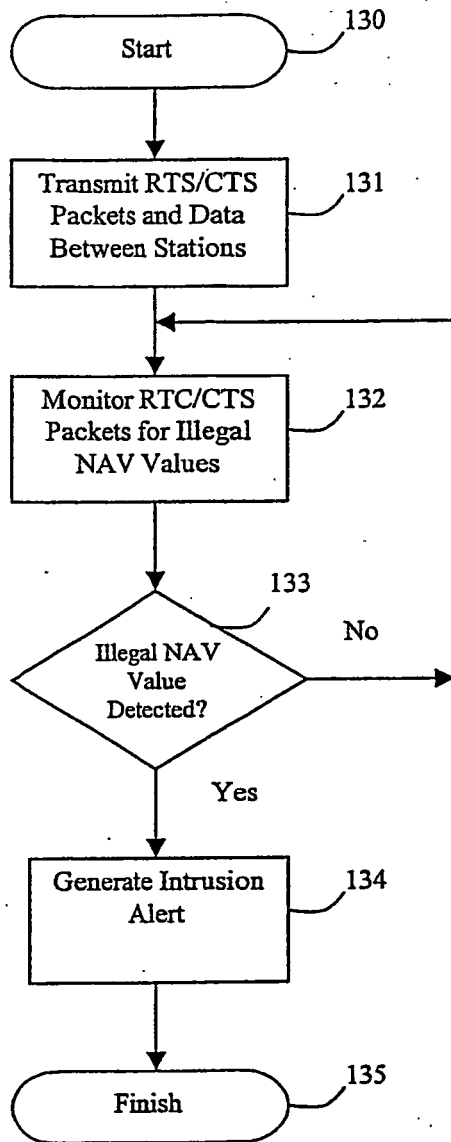 Start
130
Transmit RTS/CTS
Packets and Data
Between Stations
131
Monitor RTC/CTS
Packets for Illegal
NAV Values
132
Illegal NAV
Value
Detected?
133
No
Yes
Generate Intrusion
Alert
134
Finish
135